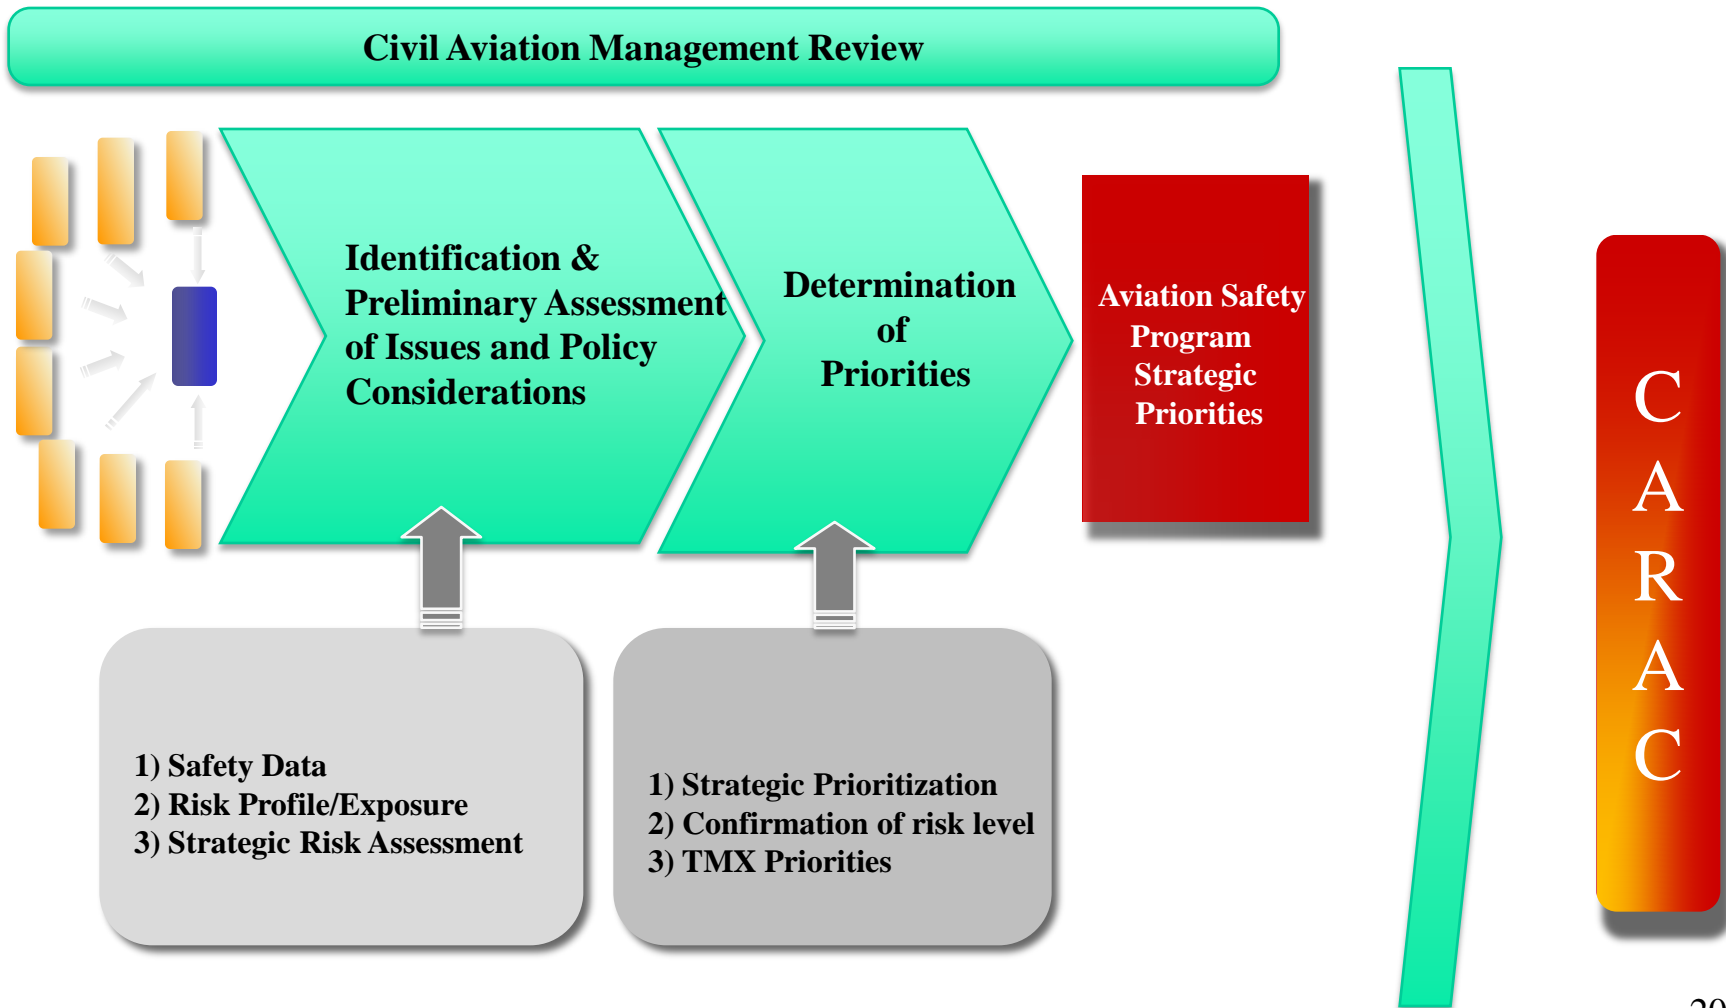 Civil Aviation Management Review
Identification &
Preliminary Assessment
of Issues and Policy
Considerations
Determination
of
Priorities
Aviation Safety
Program
Strategic
Priorities
1) Safety Data
2) Risk Profile/Exposure
3) Strategic Risk Assessment
1) Strategic Prioritization
2) Confirmation of risk level
3) TMX Priorities
C
A
R
A
C
20